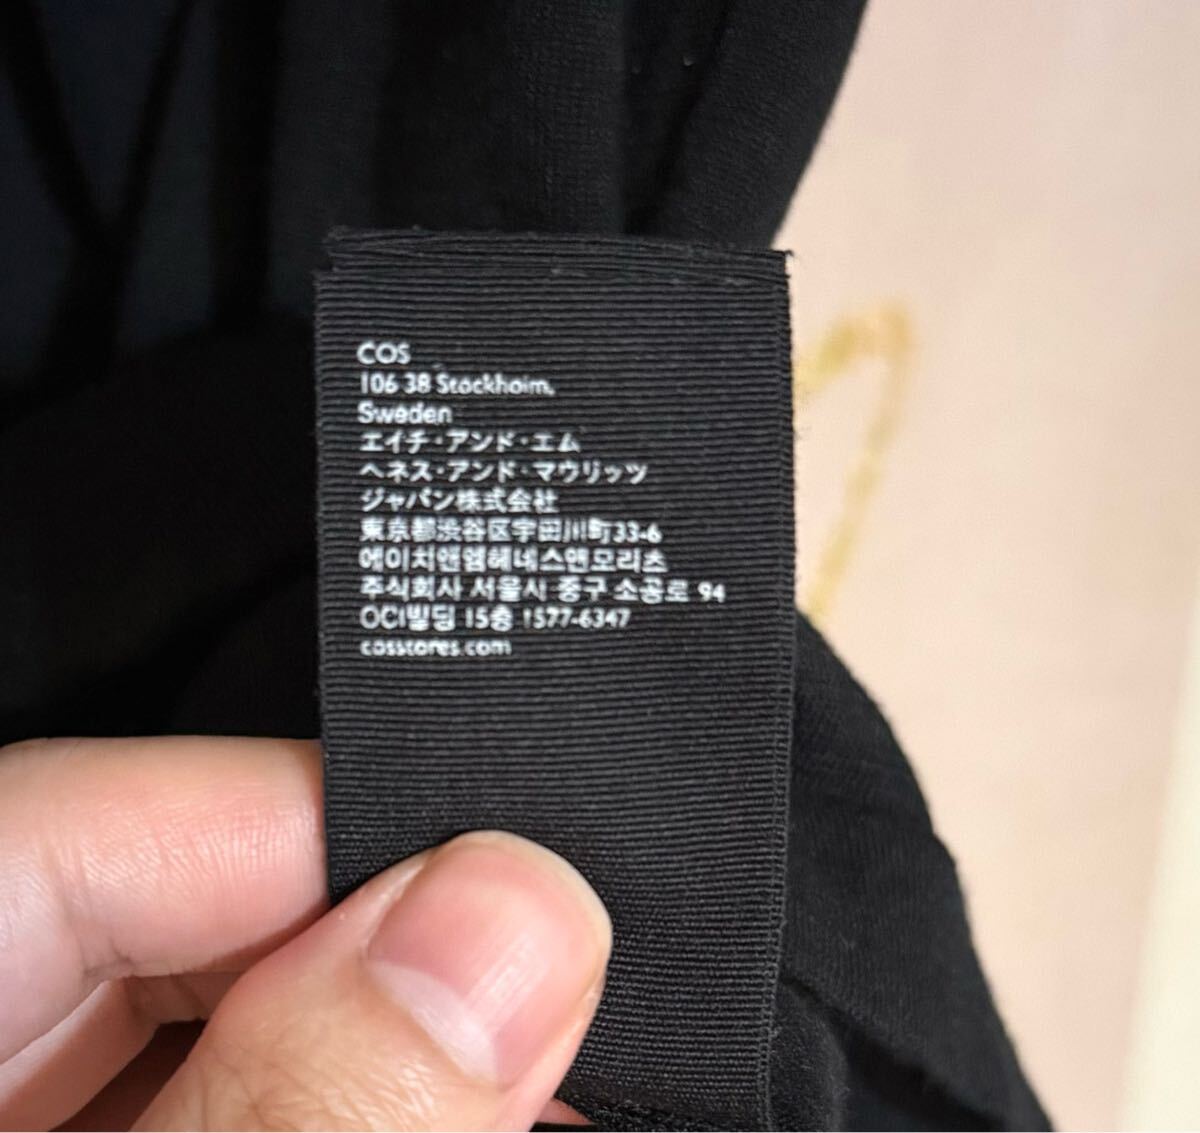 COS
106 38 Stockholm,
Sweden
エイチ・アンド・エム
ヘネス・アンド・マウリッツ
ジャパン株式会社
東京都渋谷区宇田川町33-6
에이치앤엠헤네스앤모리츠
주식회사 서울시 중구 소공로 94
OCI빌딩 15층 1577-6347
cosstores.com